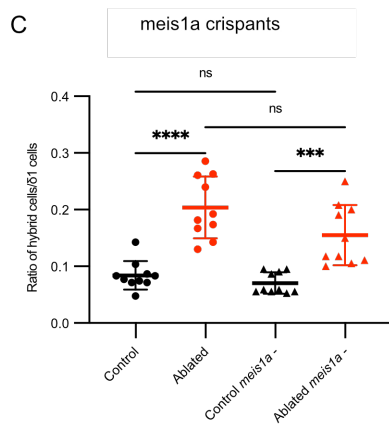 C
meis1a crispants
ns
ns
****
***
Ratio of hybrid cells/δ1 cells
0.4
0.3
0.2
0.1
0.0
Control
Ablated
Control meis1a -
Ablated meis1a -